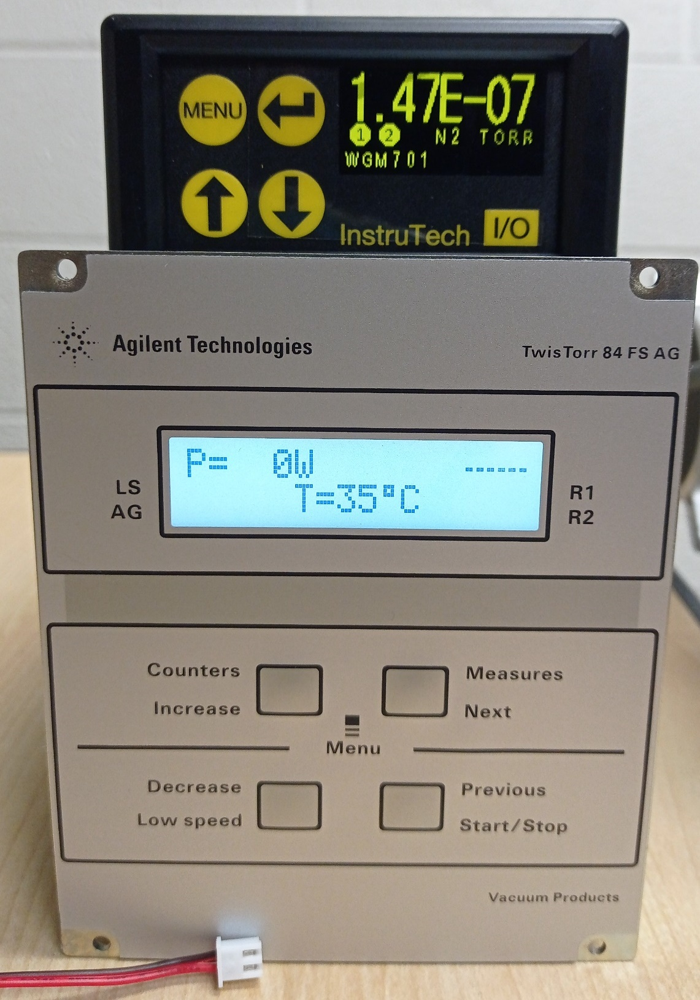 MENU
1.47E-07
1 2 N2 TORR
WGM701
InstruTech I/O
Agilent Technologies
TwisTorr 84 FS AG
P= 0W ------
T=35°C
LS
AG
R1
R2
Counters
Increase
Measures
Next
Menu
Decrease
Low speed
Previous
Start/Stop
Vacuum Products